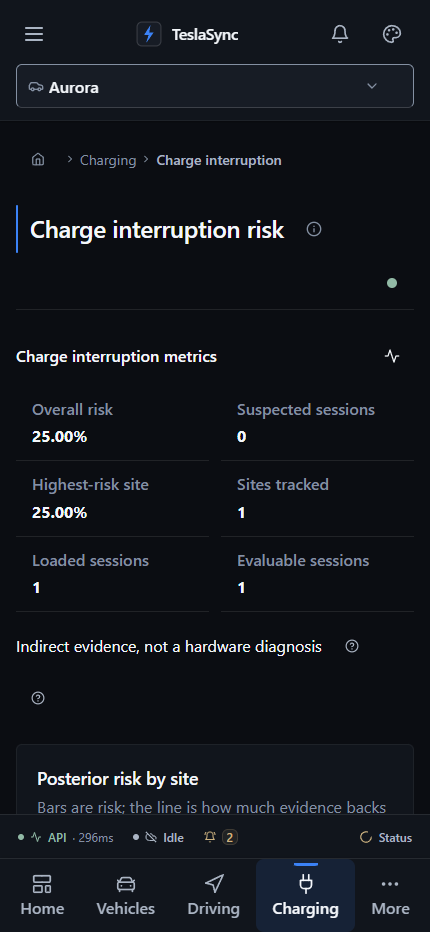 TeslaSync
Aurora
Charging
Charge interruption
Charge interruption risk
Charge interruption metrics
Overall risk
Suspected sessions
25.00%
0
Highest-risk site
Sites tracked
25.00%
1
Loaded sessions
Evaluable sessions
1
1
Indirect evidence, not a hardware diagnosis
Posterior risk by site
Bars are risk; the line is how much evidence backs
API · 296ms
Idle
2
Status
Home
Vehicles
Driving
Charging
More